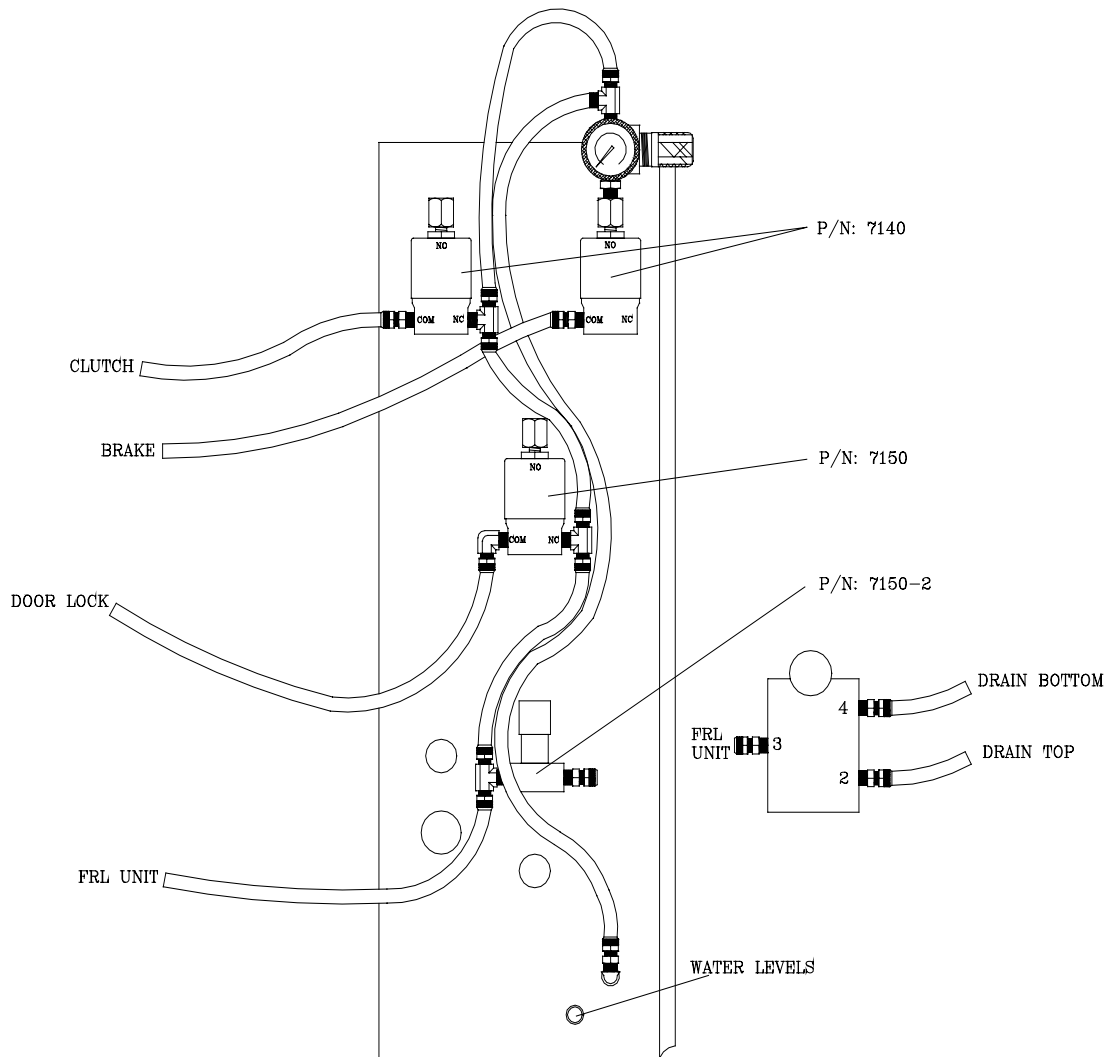 P/N: 7140
NO
NO
COM NC
COM NC
CLUTCH
BRAKE
P/N: 7150
NO
COM NC
P/N: 7150-2
DOOR LOCK
DRAIN BOTTOM
4
FRL
UNIT
3
DRAIN TOP
2
FRL UNIT
WATER LEVELS